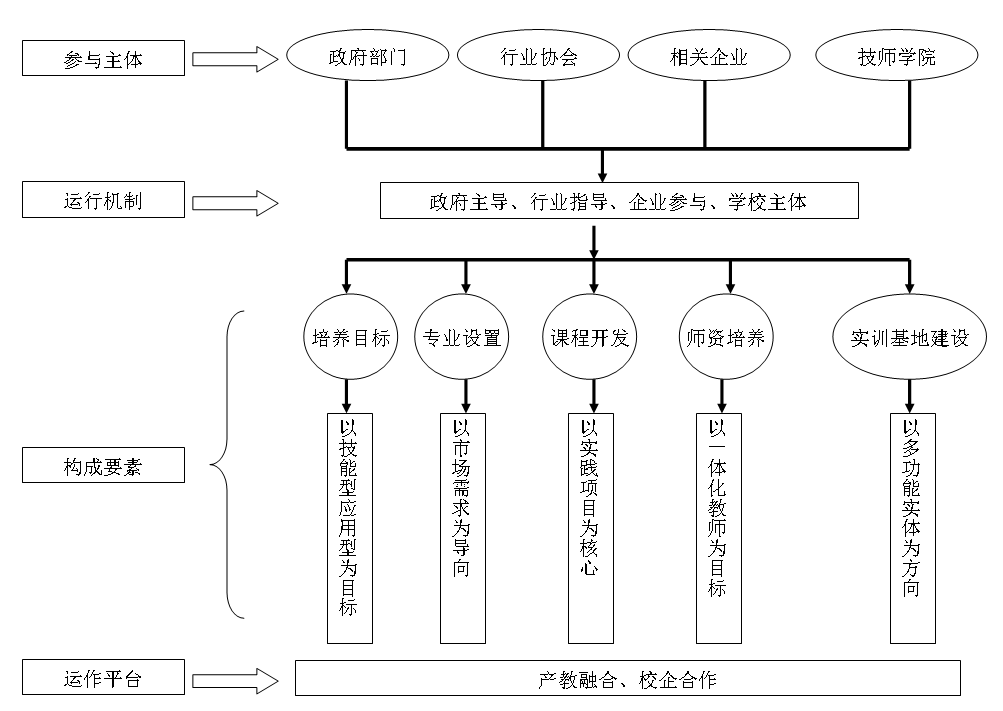 参与主体
政府部门
行业协会
相关企业
技师学院
运行机制
政府主导、行业指导、企业参与、学校主体
培养目标
专业设置
课程开发
师资培养
实训基地建设
构成要素
以技能型应用型为目标
以市场需求为导向
以实践项目为核心
以一体化教师为目标
以多功能实体为方向
运作平台
产教融合、校企合作